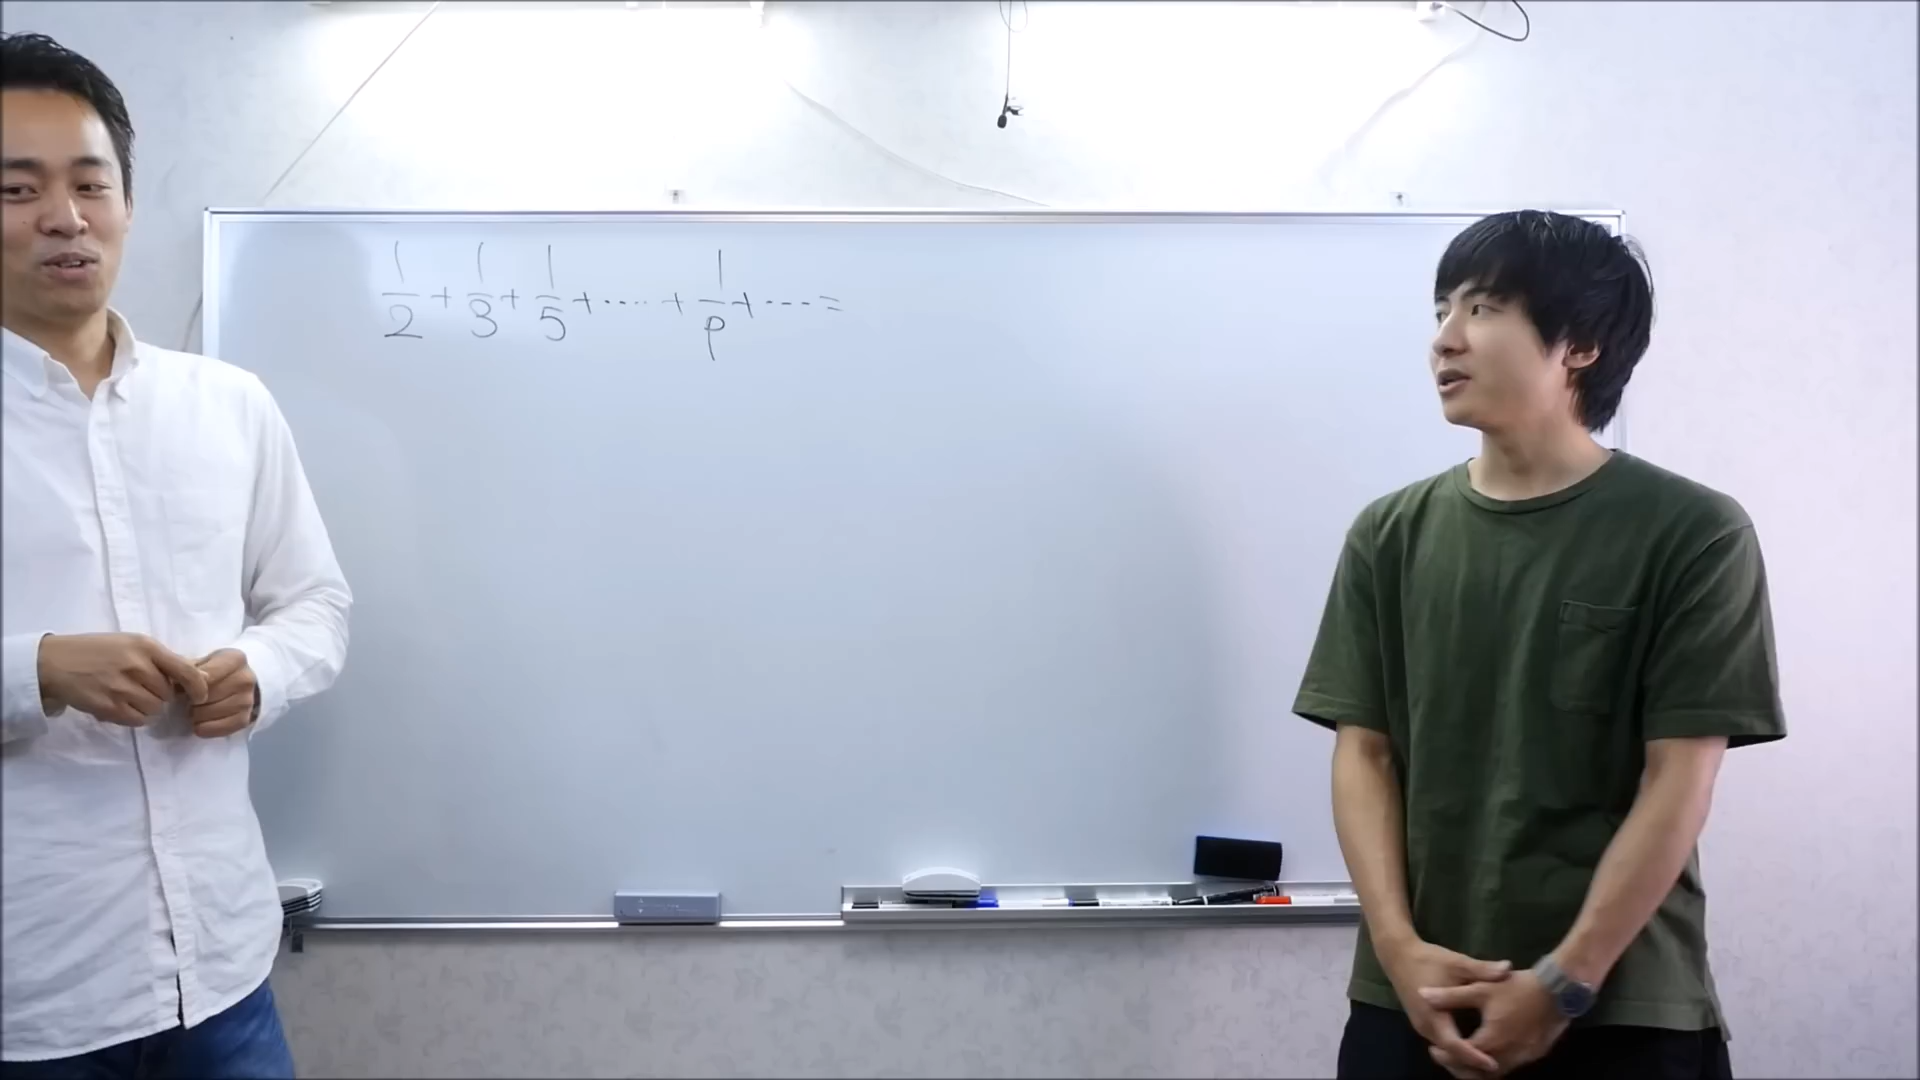 1/2 + 1/3 + 1/5 + ···· + 1/p + ··· =